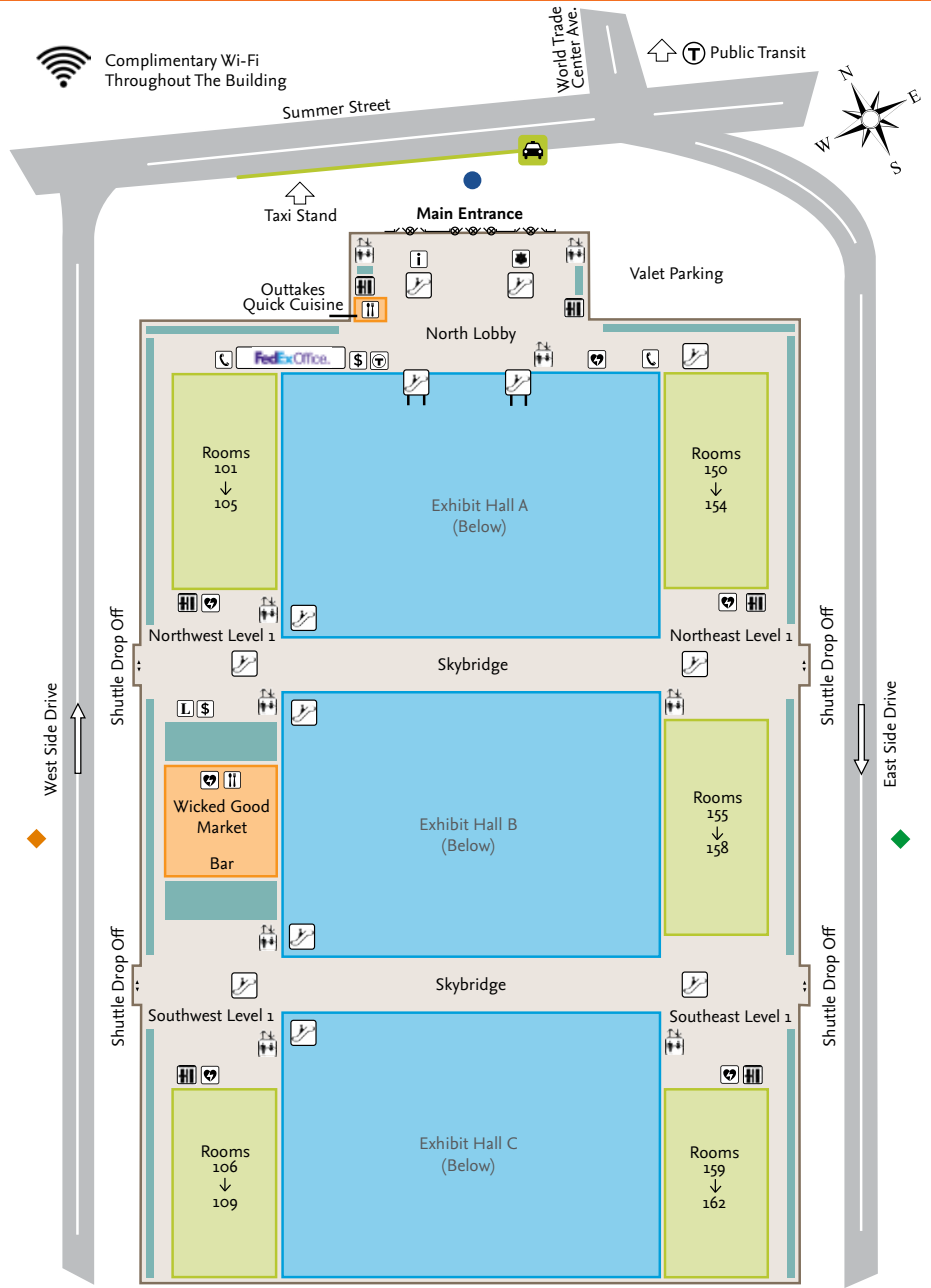 Complimentary Wi-Fi
Throughout The Building
World Trade
Center Ave.
T Public Transit
N
E
W
S
Summer Street
Taxi Stand
Main Entrance
i
Valet Parking
Outtakes
Quick Cuisine
North Lobby
FedEx Office.
$
T
Rooms
101
↓
105
Exhibit Hall A
(Below)
Rooms
150
↓
154
Northwest Level 1
Northeast Level 1
Shuttle Drop Off
Skybridge
Shuttle Drop Off
West Side Drive
East Side Drive
L $
Wicked Good
Market
Bar
Exhibit Hall B
(Below)
Rooms
155
↓
158
Shuttle Drop Off
Skybridge
Shuttle Drop Off
Southwest Level 1
Southeast Level 1
Rooms
106
↓
109
Exhibit Hall C
(Below)
Rooms
159
↓
162